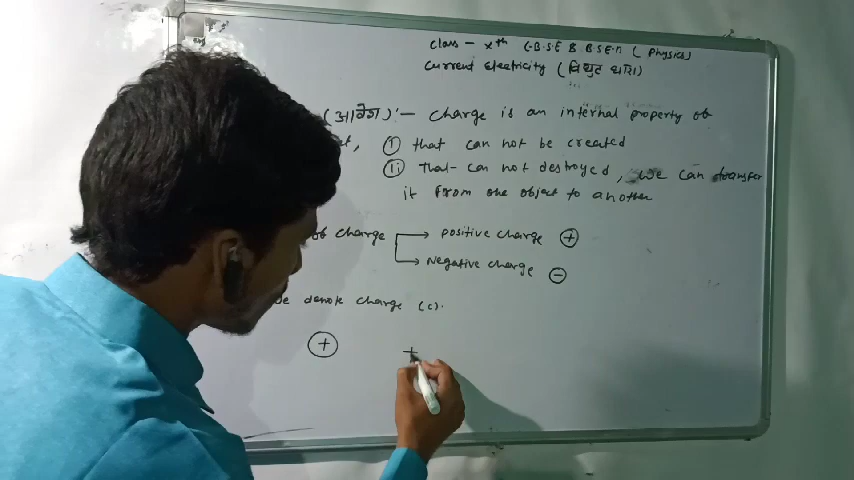 class - xth C.B.S.E B B.S.E.B ( Physics)
Current Electricity (विधुत धारा)
(आवेश) :- charge is an internal property of
(i) that can not be created
(ii) That can not destroyed, we can transfer
it from one object to another
of charge → positive charge (+)
→ Negative charge (-)
we denote charge (c).
(+) +